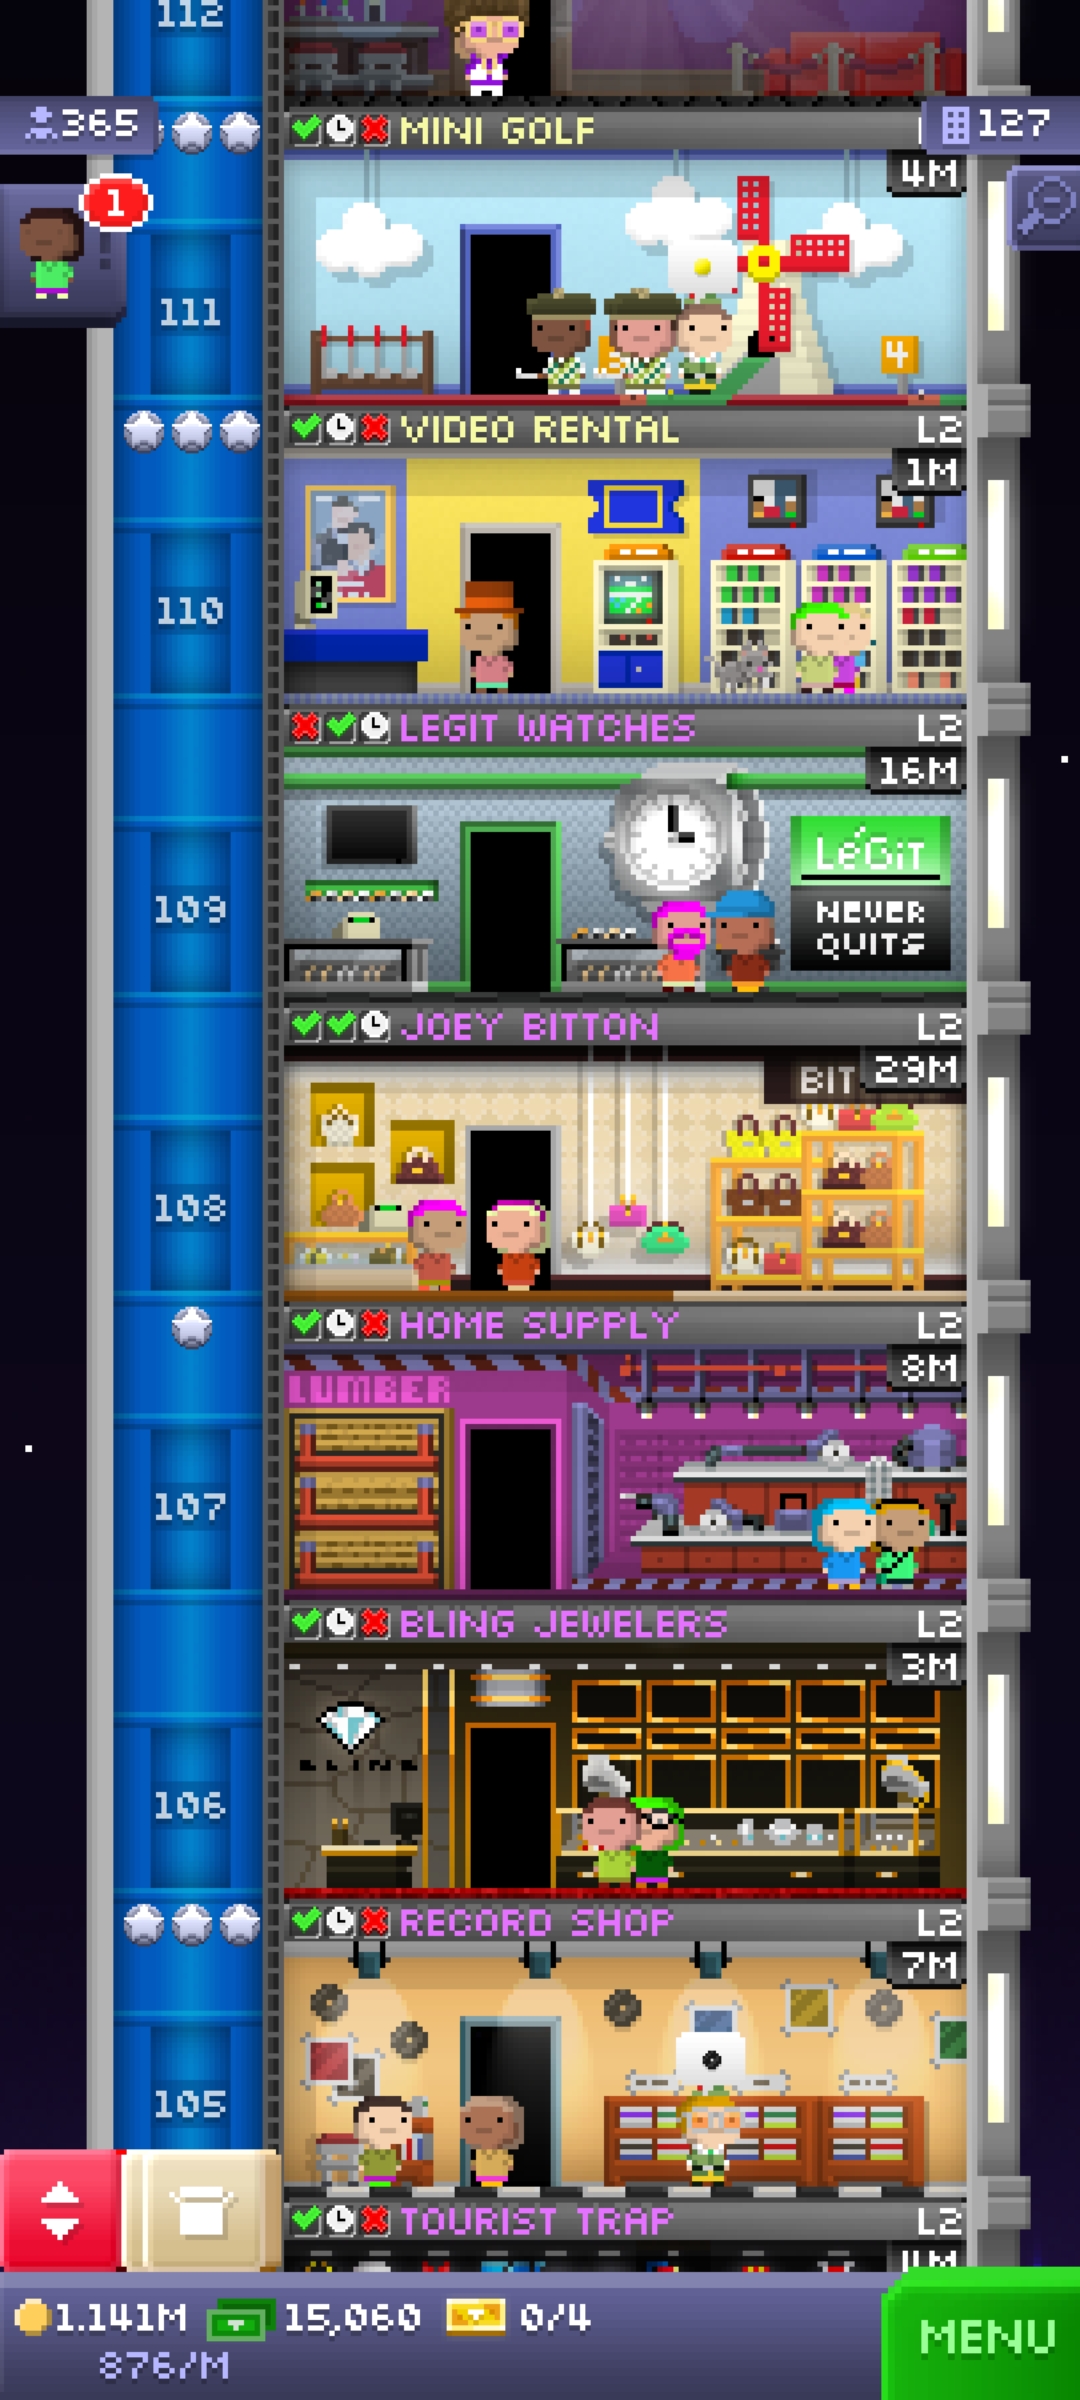 112
365
MINI GOLF
127
4M
1
111
4
VIDEO RENTAL L2
1M
110
LEGIT WATCHES L2
16M
LéGiT
NEVER
QUITS
109
JOEY BITTON L2
BIT 29M
108
HOME SUPPLY L2
8M
LUMBER
107
BLING JEWELERS L2
3M
BLING
106
RECORD SHOP L2
7M
105
TOURIST TRAP L2
1.141M 15,060 0/4
876/M
MENU